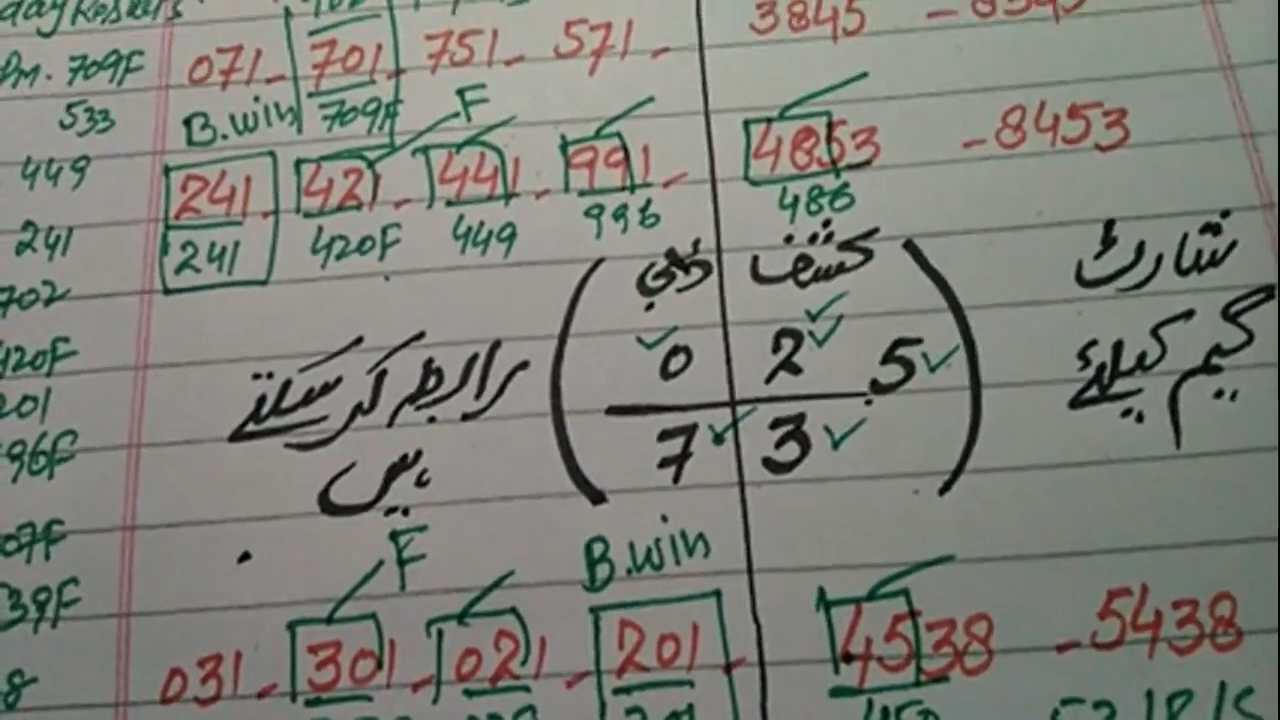 Pm. 709F 071 - 701 - 751 - 571 -
3845 - 8345
533 B.win 709F F
449 241 - 421 - 441 - 991 - 4853 - 8453
241 241 420F 449 996 486
702
کشف
شارٹ
0 2 5
420F
رابطہ کر سکتے
گیم کیلئے
201
7 3
96F
ہیں
07F F B.win
39F
8 031 - 301 - 021 - 201 - 4538 - 5438